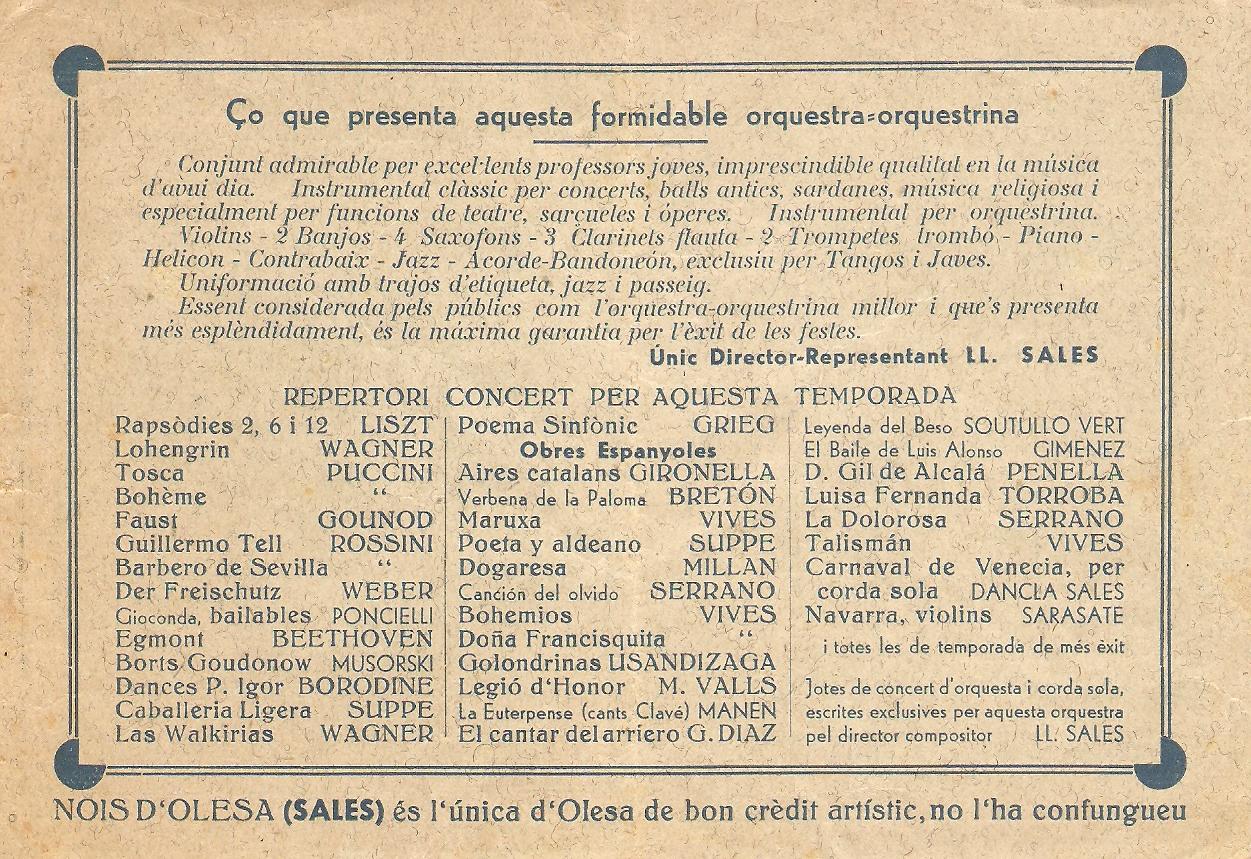 Ço que presenta aquesta formidable orquestra-orquestrina
Conjunt admirable per excel·lents professors joves, imprescindible qualitat en la música
d'avui dia. Instrumental clàssic per concerts, balls antics, sardanes, música religiosa i
especialment per funcions de teatre, sarçueles i óperes. Instrumental per orquestrina.
Violins - 2 Banjos - 4 Saxofons - 3 Clarinets flauta - 2 Trompetes trombó - Piano -
Helicon - Contrabaix - Jazz - Acorde-Bandoneón, exclusiu per Tangos i Javes.
Uniformació amb trajos d'etiqueta, jazz i passeig.
Essent considerada pels públics com l'orquestra-orquestrina millor i que's presenta
més esplèndidament, és la máxima garantia per l'èxit de les festes.
Únic Director-Representant LL. SALES
REPERTORI CONCERT PER AQUESTA TEMPORADA
Rapsòdies 2, 6 i 12 LISZT
Lohengrin WAGNER
Tosca PUCCINI
Bohème “
Faust GOUNOD
Guillermo Tell ROSSINI
Barbero de Sevilla “
Der Freischutz WEBER
Gioconda, bailables PONCIELLI
Egmont BEETHOVEN
Borts Goudonow MUSORSKI
Dances P. Igor BORODINE
Caballeria Ligera SUPPE
Las Walkirias WAGNER
Poema Sinfònic GRIEG
Obres Espanyoles
Aires catalans GIRONELLA
Verbena de la Paloma BRETÓN
Maruxa VIVES
Poeta y aldeano SUPPE
Dogaresa MILLAN
Canción del olvido SERRANO
Bohemios VIVES
Doña Francisquita “
Golondrinas USANDIZAGA
Legió d'Honor M. VALLS
La Euterpense (cants Clavé) MANEN
El cantar del arriero G. DIAZ
Leyenda del Beso SOUTULLO VERT
El Baile de Luis Alonso GIMENEZ
D. Gil de Alcalá PENELLA
Luisa Fernanda TORROBA
La Dolorosa SERRANO
Talismán VIVES
Carnaval de Venecia, per
corda sola DANCLA SALES
Navarra, violins SARASATE
i totes les de temporada de més èxit
Jotes de concert d'orquesta i corda sola,
escrites exclusives per aquesta orquestra
pel director compositor LL. SALES
NOIS D'OLESA (SALES) és l'única d'Olesa de bon crèdit artístic, no l'ha confungueu